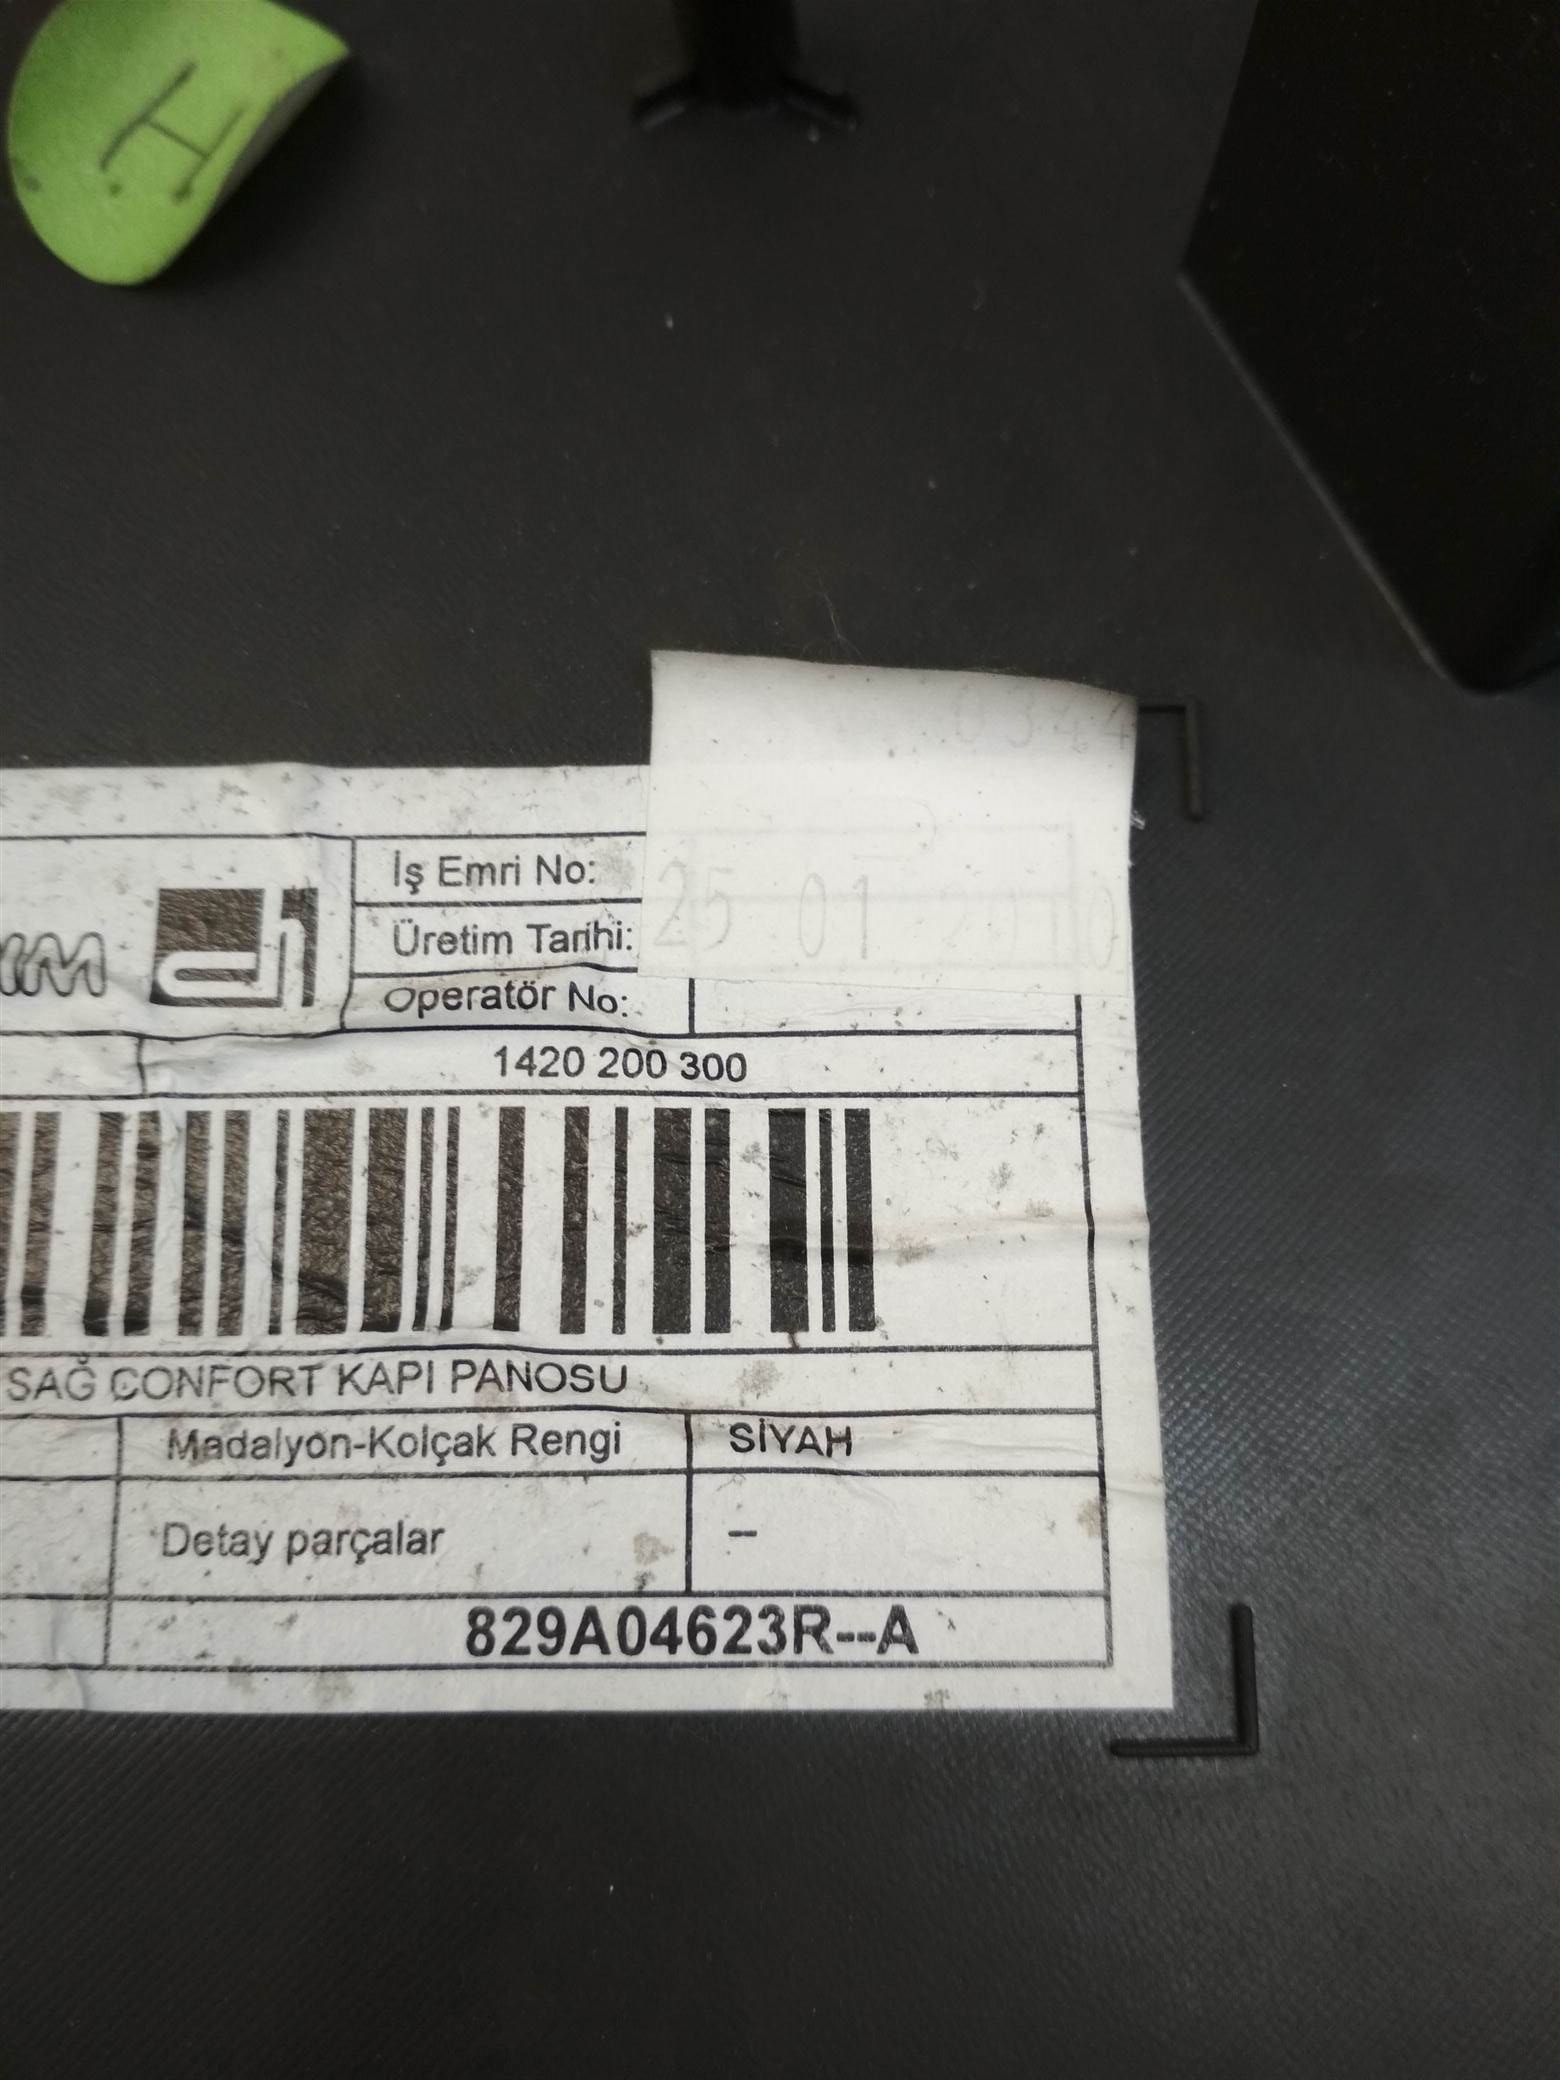 H
0344
İş Emri No:
Üretim Tarihi: 25 01
Operatör No:
1420 200 300
SAĞ CONFORT KAPI PANOSU
Madalyon-Kolçak Rengi SİYAH
Detay parçalar –
829A04623R--A